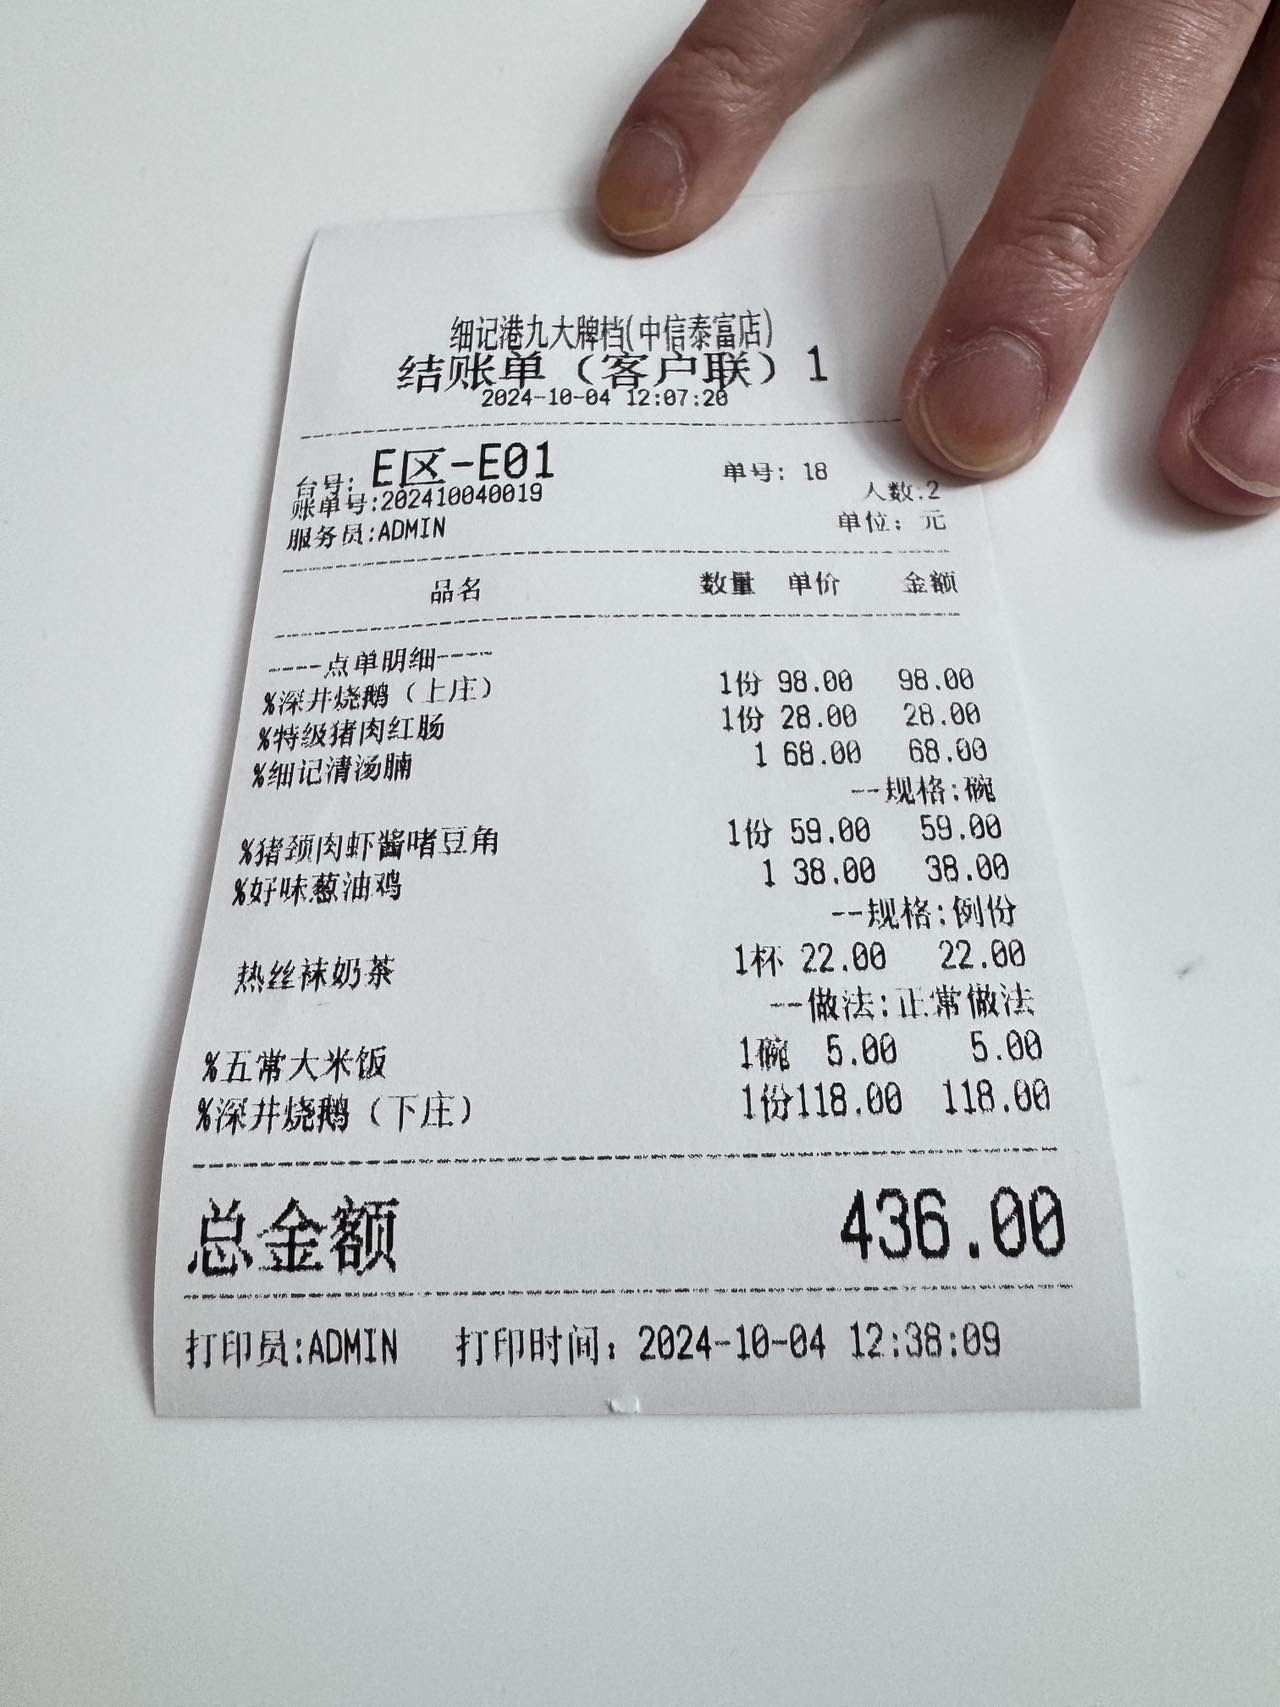 细记港九大牌档(中信泰富店)
结账单（客户联）1
2024-10-04 12:07:20
台号: E区-E01 单号: 18
账单号:202410040019 人数:2
服务员:ADMIN 单位: 元
品名 数量 单价 金额
----点单明细----
%深井烧鹅（上庄） 1份 98.00 98.00
%特级猪肉红肠 1份 28.00 28.00
%细记清汤腩 1 68.00 68.00
--规格:碗
%猪颈肉虾酱啫豆角 1份 59.00 59.00
%好味葱油鸡 1 38.00 38.00
--规格:例份
热丝袜奶茶 1杯 22.00 22.00
--做法:正常做法
%五常大米饭 1碗 5.00 5.00
%深井烧鹅（下庄） 1份118.00 118.00
总金额 436.00
打印员:ADMIN 打印时间: 2024-10-04 12:38:09